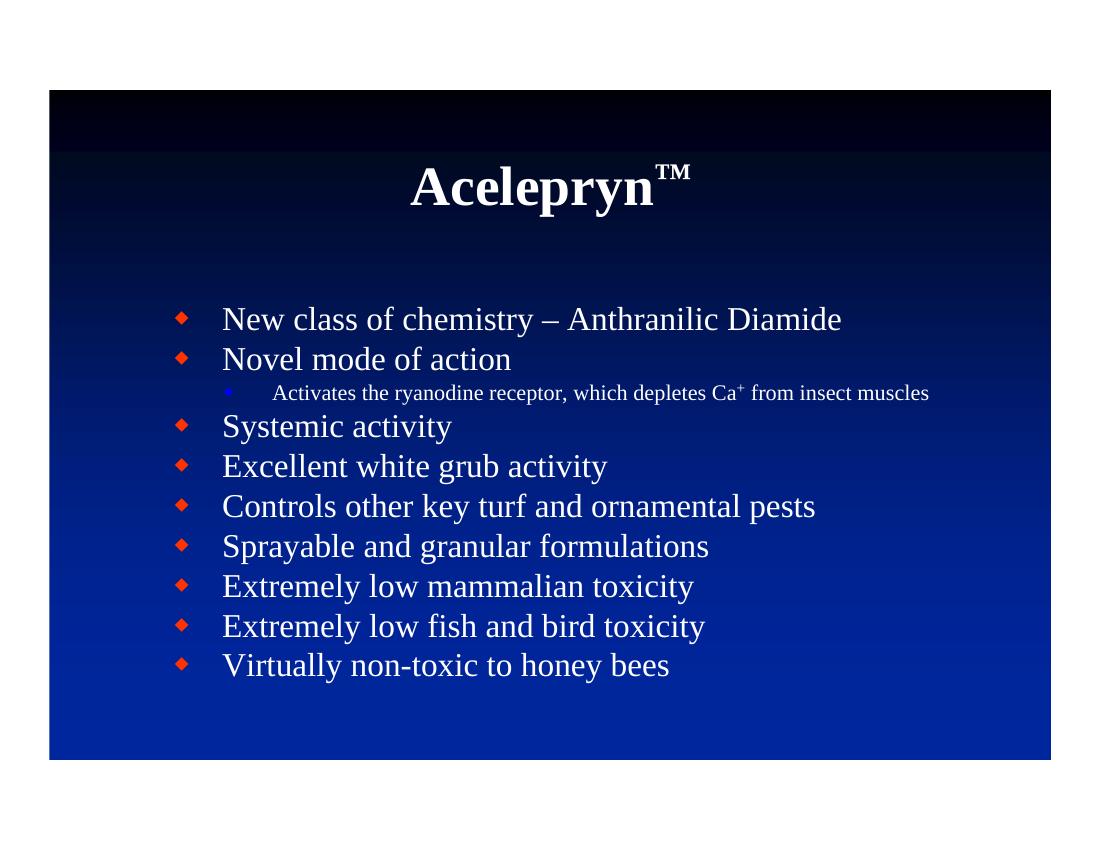 Acelepryn™
New class of chemistry – Anthranilic Diamide
Novel mode of action
Activates the ryanodine receptor, which depletes Ca⁺ from insect muscles
Systemic activity
Excellent white grub activity
Controls other key turf and ornamental pests
Sprayable and granular formulations
Extremely low mammalian toxicity
Extremely low fish and bird toxicity
Virtually non-toxic to honey bees